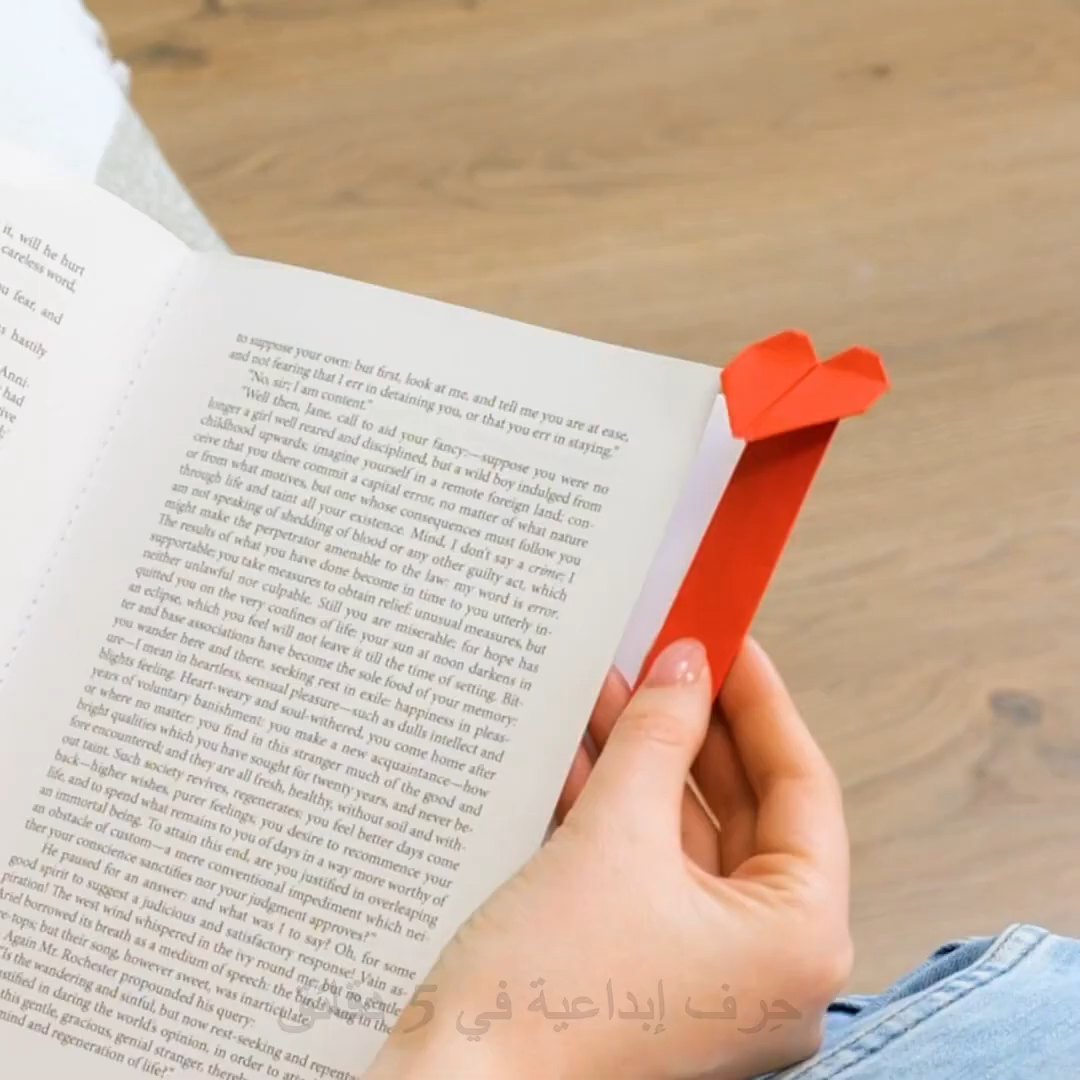 it, will he hurt
careless word,
u fear, and
s hastily
Anni-
had
to suppose your own: but first, look at me, and tell me you are at ease,
and not fearing that I err in detaining you, or that you err in staying."
"No, sir; I am content."
"Well then, Jane, call to aid your fancy:—suppose you were no
longer a girl well reared and disciplined, but a wild boy indulged from
childhood upwards; imagine yourself in a remote foreign land; con-
ceive that you there commit a capital error, no matter of what nature
or from what motives, but one whose consequences must follow you
through life and taint all your existence. Mind, I don't say a crime; I
am not speaking of shedding of blood or any other guilty act, which
might make the perpetrator amenable to the law: my word is error.
The results of what you have done become in time to you utterly in-
supportable; you take measures to obtain relief: unusual measures, but
neither unlawful nor culpable. Still you are miserable; for hope has
quitted you on the very confines of life: your sun at noon darkens in
an eclipse, which you feel will not leave it till the time of setting. Bit-
ter and base associations have become the sole food of your memory:
you wander here and there, seeking rest in exile: happiness in pleas-
ure—I mean in heartless, sensual pleasure—such as dulls intellect and
blights feeling. Heart-weary and soul-withered, you come home after
years of voluntary banishment: you make a new acquaintance—how
or where no matter: you find in this stranger much of the good and
bright qualities which you have sought for twenty years, and never be-
fore encountered; and they are all fresh, healthy, without soil and with-
out taint. Such society revives, regenerates: you feel better days come
back—higher wishes, purer feelings; you desire to recommence your
life, and to spend what remains to you of days in a way more worthy of
an immortal being. To attain this end, are you justified in overleaping
an obstacle of custom—a mere conventional impediment which nei-
ther your conscience sanctifies nor your judgment approves?"
He paused for an answer: and what was I to say? Oh, for some
good spirit to suggest a judicious and satisfactory response! Vain as-
piration! The west wind whispered in the ivy round me; but no gentle
Ariel borrowed its breath as a medium of speech: the birds sang in the
e-tops; but their song, however sweet, was inarticulate.
Again Mr. Rochester propounded his query:
"Is the wandering and sinful, but now rest-seeking and repentant
stified in daring the world's opinion, in order to
this gentle, gracious, genial stranger,
mind and regeneration of life?"
حِرف إبداعية في 5 دقائق